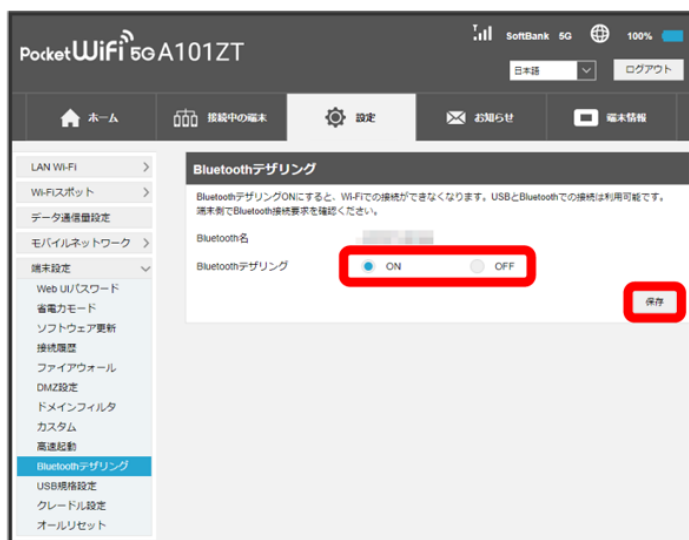 Pocket WiFi 5G A101ZT
SoftBank 5G 100%
日本語 ログアウト
ホーム 接続中の端末 設定 お知らせ 端末情報
LAN Wi-Fi
Wi-Fiスポット
データ通信量設定
モバイルネットワーク
端末設定
Web UIパスワード
省電力モード
ソフトウェア更新
接続履歴
ファイアウォール
DMZ設定
ドメインフィルタ
カスタム
高速起動
Bluetoothテザリング
USB規格設定
クレードル設定
オールリセット
Bluetoothテザリング
BluetoothテザリングONにすると、Wi-Fiでの接続ができなくなります。USBとBluetoothでの接続は利用可能です。
端末側でBluetooth接続要求を確認ください。
Bluetooth名
Bluetoothテザリング ON OFF
保存